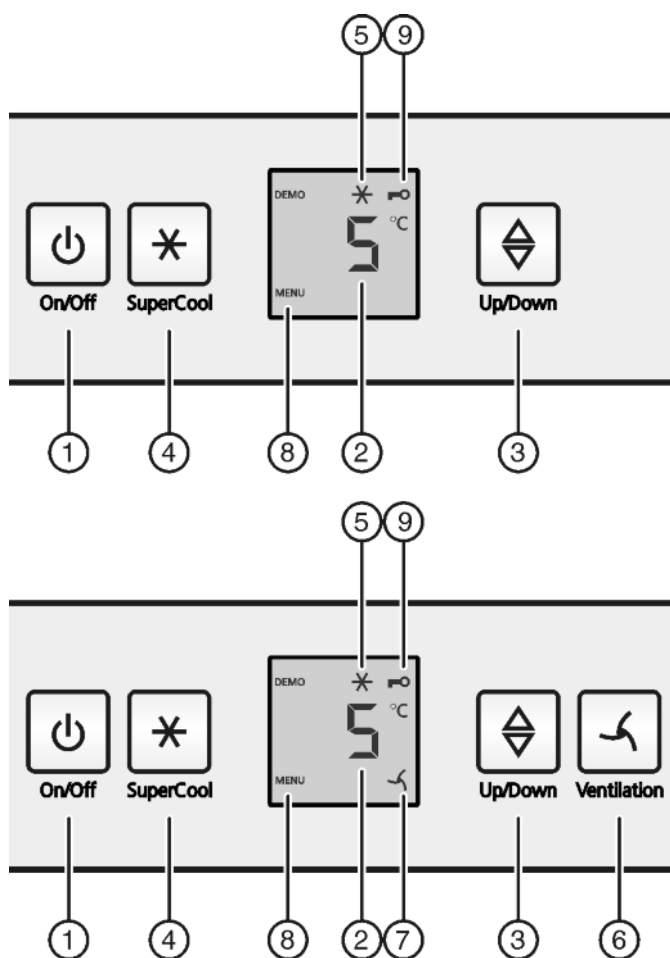 5 9
DEMO
5 °C
MENU
On/Off SuperCool Up/Down
1 4 8 2 3
5 9
DEMO
5 °C
MENU
On/Off SuperCool Up/Down Ventilation
1 4 8 2 7 3 6